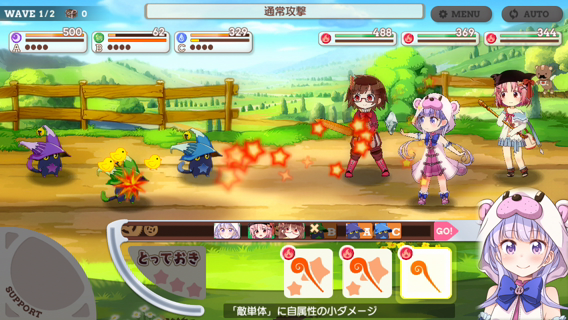 WAVE 1/2 0
通常攻撃
MENU
AUTO
500
62
329
488
369
344
A
B
C
B
A
C
GO!
とっておき
SUPPORT
「敵単体」に自属性の小ダメージ